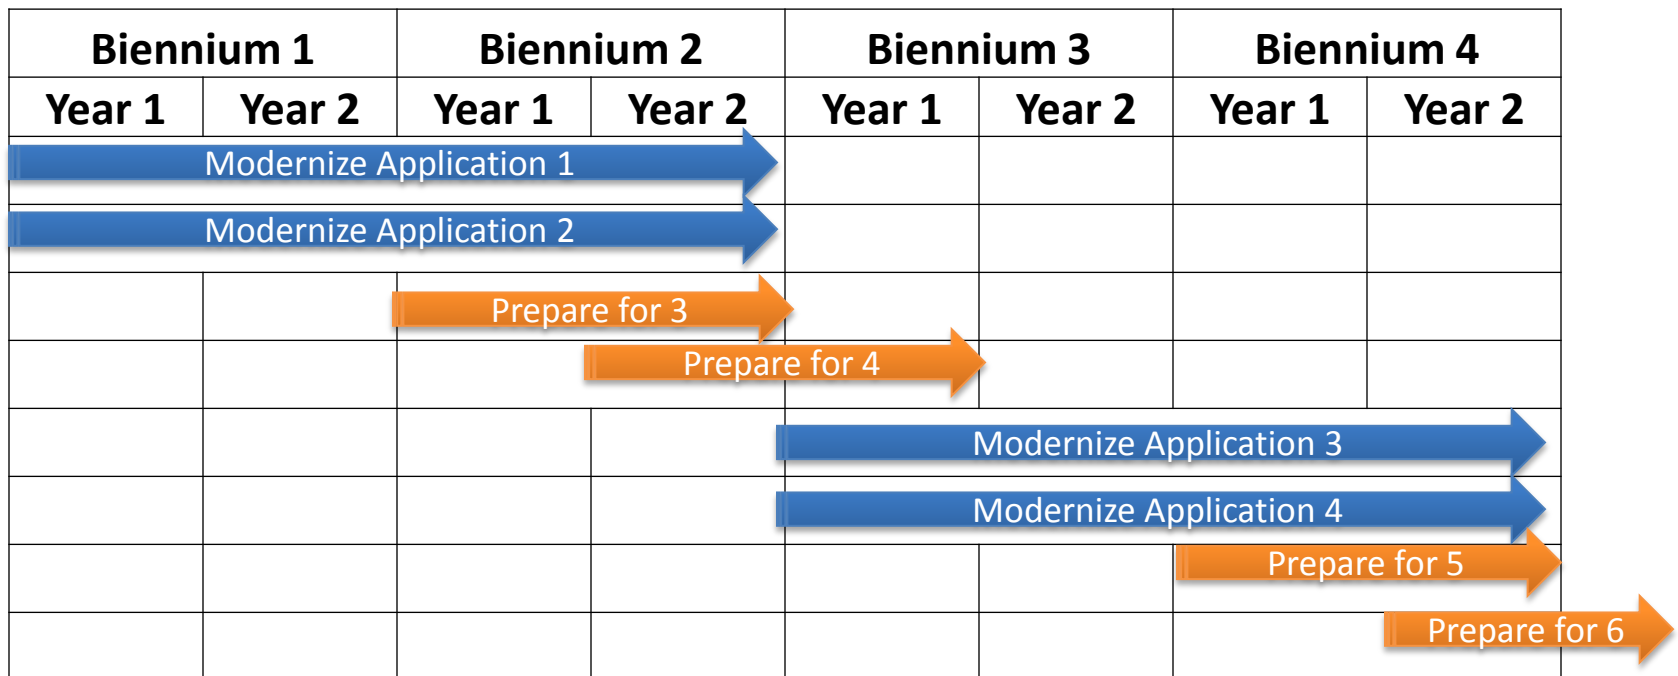 Biennium 1 Biennium 2 Biennium 3 Biennium 4
Year 1 Year 2 Year 1 Year 2 Year 1 Year 2 Year 1 Year 2
Modernize Application 1
Modernize Application 2
Prepare for 3
Prepare for 4
Modernize Application 3
Modernize Application 4
Prepare for 5
Prepare for 6